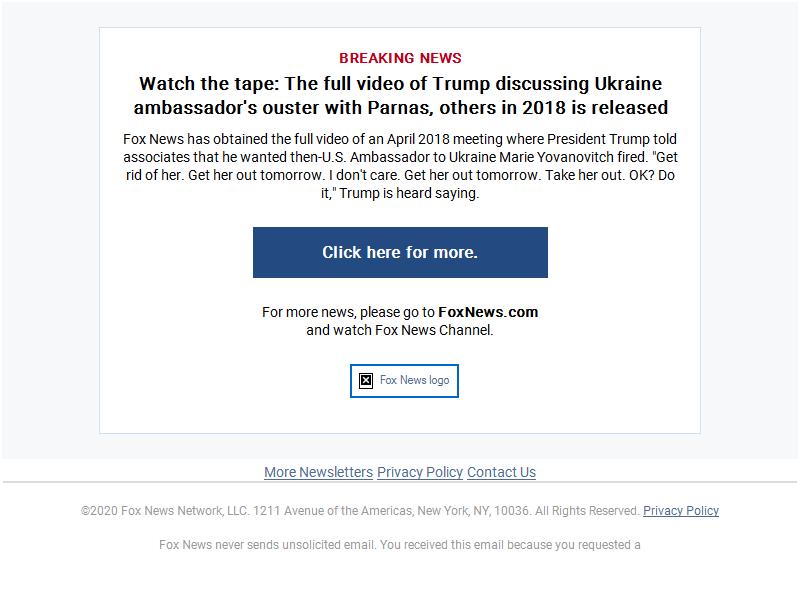 BREAKING NEWS
Watch the tape: The full video of Trump discussing Ukraine
ambassador's ouster with Parnas, others in 2018 is released
Fox News has obtained the full video of an April 2018 meeting where President Trump told
associates that he wanted then-U.S. Ambassador to Ukraine Marie Yovanovitch fired. "Get
rid of her. Get her out tomorrow. I don't care. Get her out tomorrow. Take her out. OK? Do
it," Trump is heard saying.
Click here for more.
For more news, please go to FoxNews.com
and watch Fox News Channel.
Fox News logo
More Newsletters Privacy Policy Contact Us
©2020 Fox News Network, LLC. 1211 Avenue of the Americas, New York, NY, 10036. All Rights Reserved. Privacy Policy
Fox News never sends unsolicited email. You received this email because you requested a